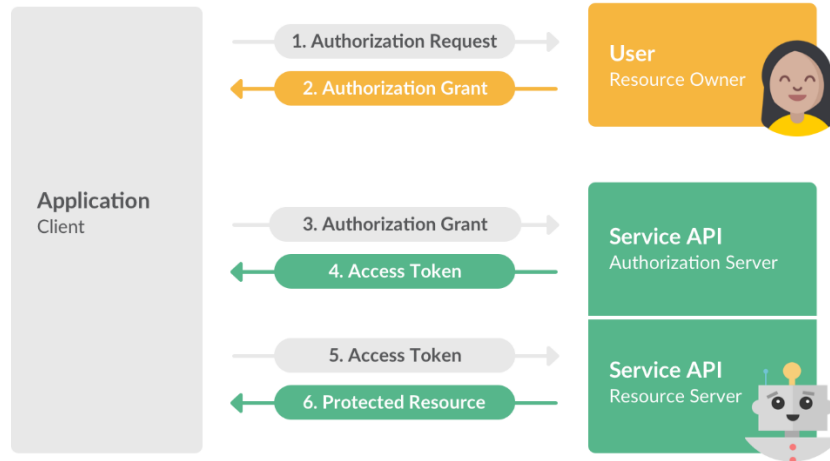 1. Authorization Request
2. Authorization Grant
User
Resource Owner
Application
Client
3. Authorization Grant
4. Access Token
Service API
Authorization Server
5. Access Token
6. Protected Resource
Service API
Resource Server